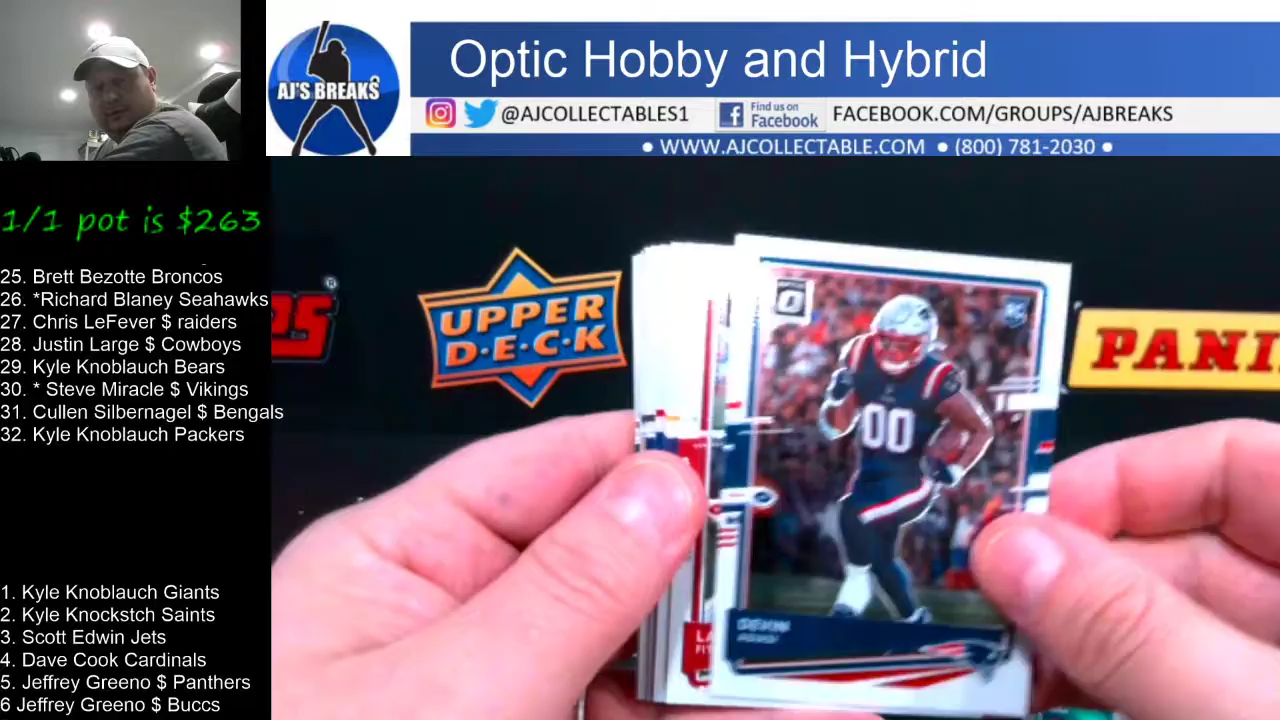 Optic Hobby and Hybrid
AJ'S BREAKS
@AJCOLLECTABLES1
Find us on
Facebook
FACEBOOK.COM/GROUPS/AJBREAKS
• WWW.AJCOLLECTABLE.COM • (800) 781-2030 •
1/1 pot is $263
25. Brett Bezotte Broncos
26. *Richard Blaney Seahawks
27. Chris LeFever $ raiders
28. Justin Large $ Cowboys
29. Kyle Knoblauch Bears
30. * Steve Miracle $ Vikings
31. Cullen Silbernagel $ Bengals
32. Kyle Knoblauch Packers
1. Kyle Knoblauch Giants
2. Kyle Knockstch Saints
3. Scott Edwin Jets
4. Dave Cook Cardinals
5. Jeffrey Greeno $ Panthers
6 Jeffrey Greeno $ Buccs
UPPER
D·E·C·K
PANI
00
LA
FIT